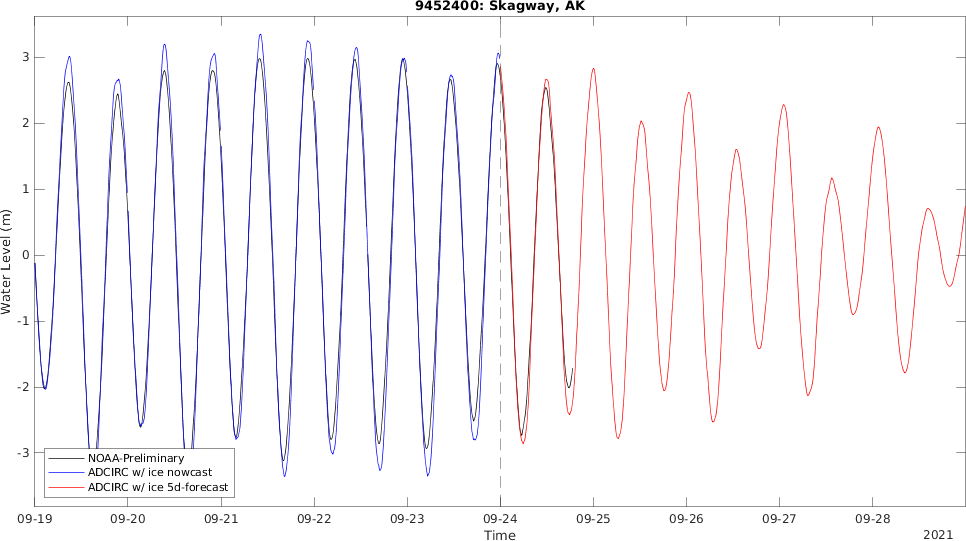 9452400: Skagway, AK
3
2
1
0
-1
-2
-3
Water Level (m)
NOAA-Preliminary
ADCIRC w/ ice nowcast
ADCIRC w/ ice 5d-forecast
09-19 09-20 09-21 09-22 09-23 09-24 09-25 09-26 09-27 09-28
Time
2021